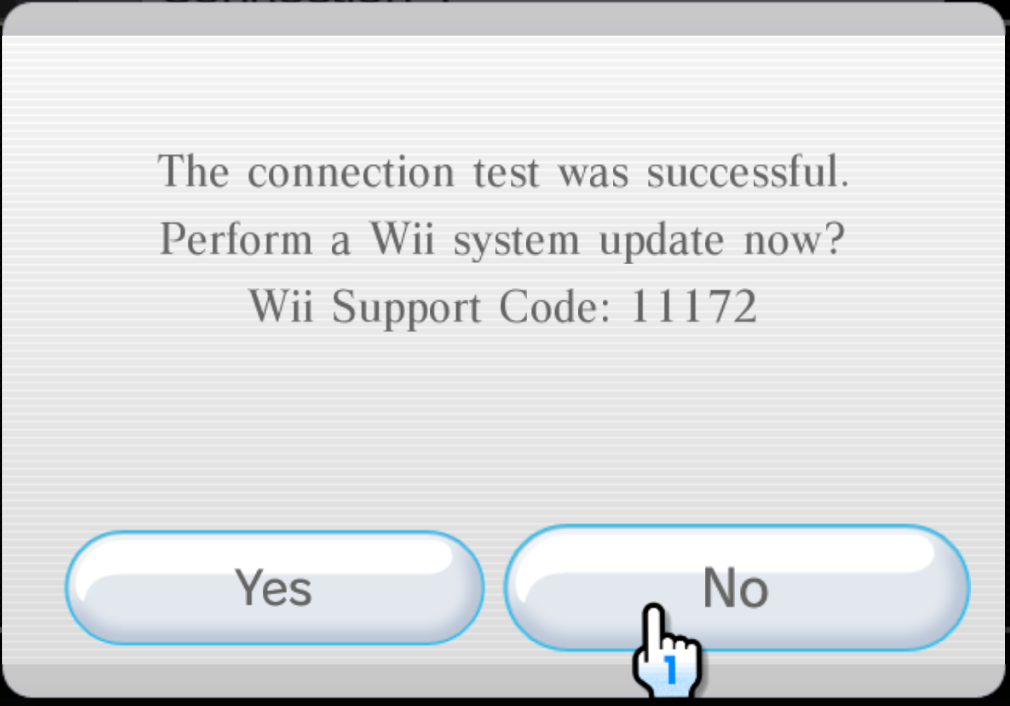 The connection test was successful.
Perform a Wii system update now?
Wii Support Code: 11172
Yes
No
1